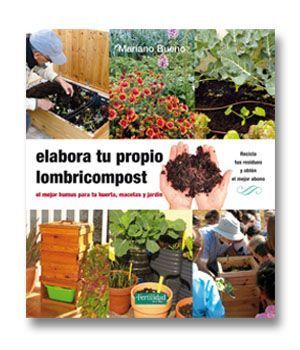 Mariano Bueno
elabora tu propio
lombricompost
el mejor humus para tu huerta, macetas y jardín
Recicla
tus residuos
y obtén
el mejor abono
Fertilidad